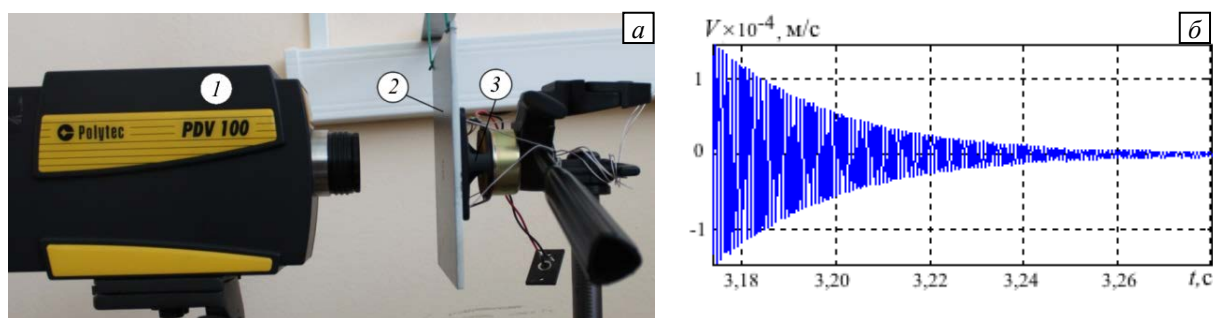 а
1
2
3
Polytec
PDV 100
б
V×10⁻⁴, м/с
1
0
-1
3,18
3,20
3,22
3,24
3,26
t, с